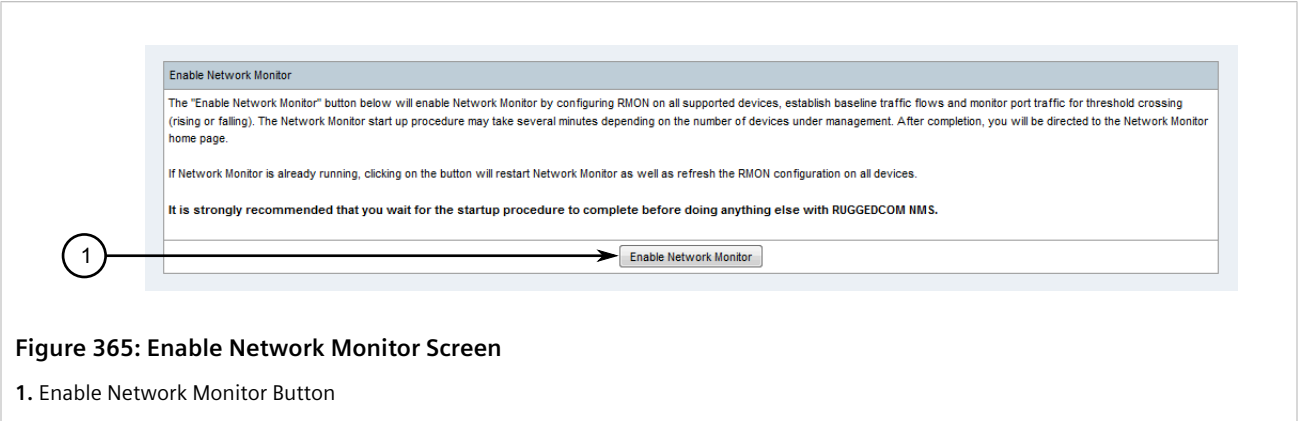 Enable Network Monitor
The "Enable Network Monitor" button below will enable Network Monitor by configuring RMON on all supported devices, establish baseline traffic flows and monitor port traffic for threshold crossing
(rising or falling). The Network Monitor start up procedure may take several minutes depending on the number of devices under management. After completion, you will be directed to the Network Monitor
home page.
If Network Monitor is already running, clicking on the button will restart Network Monitor as well as refresh the RMON configuration on all devices.
It is strongly recommended that you wait for the startup procedure to complete before doing anything else with RUGGEDCOM NMS.
1
Enable Network Monitor
Figure 365: Enable Network Monitor Screen
1. Enable Network Monitor Button